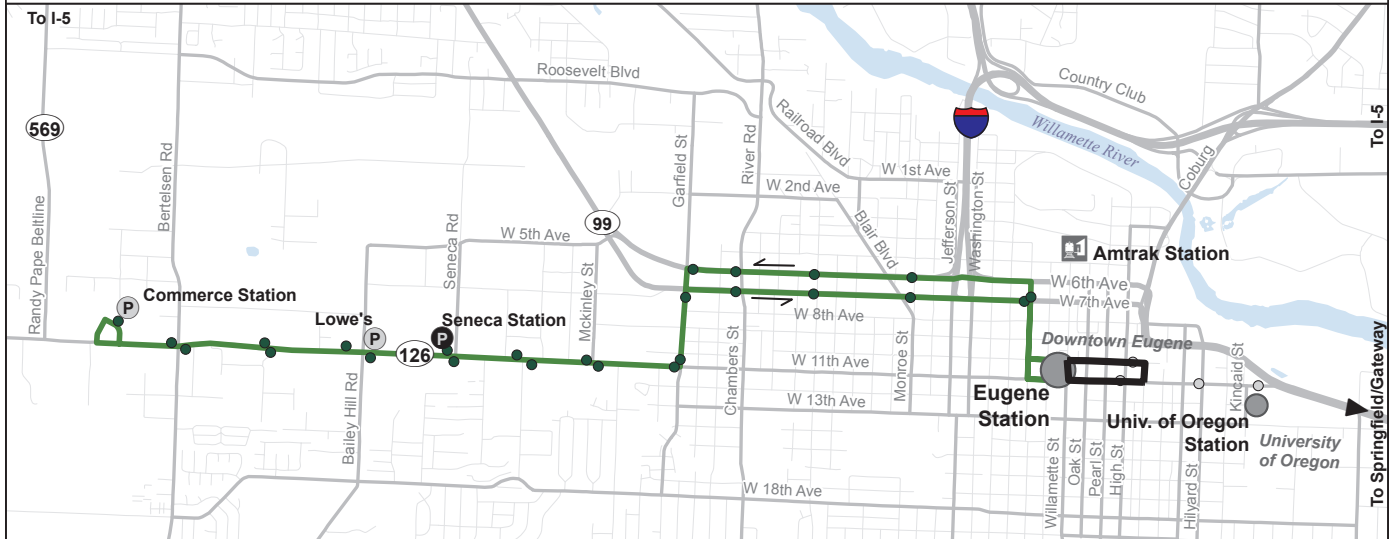 To I-5
Roosevelt Blvd
Country Club
569
Bertelsen Rd
Garfield St
River Rd
Railroad Blvd
Willamette River
To I-5
Coburg
W 1st Ave
W 2nd Ave
Randy Pape Beltline
Seneca Rd
99
W 5th Ave
Blair Blvd
Jefferson St
Washington St
Amtrak Station
W 6th Ave
W 7th Ave
Commerce Station
P
Lowe's
P
Seneca Station
P
Mckinley St
W 8th Ave
126
Downtown Eugene
Chambers St
W 11th Ave
Monroe St
Kincaid St
Bailey Hill Rd
W 13th Ave
Eugene
Station
Univ. of Oregon
Station
University
of Oregon
Willamette St
Oak St
Pearl St
High St
Hilyard St
W 18th Ave
To Springfield/Gateway